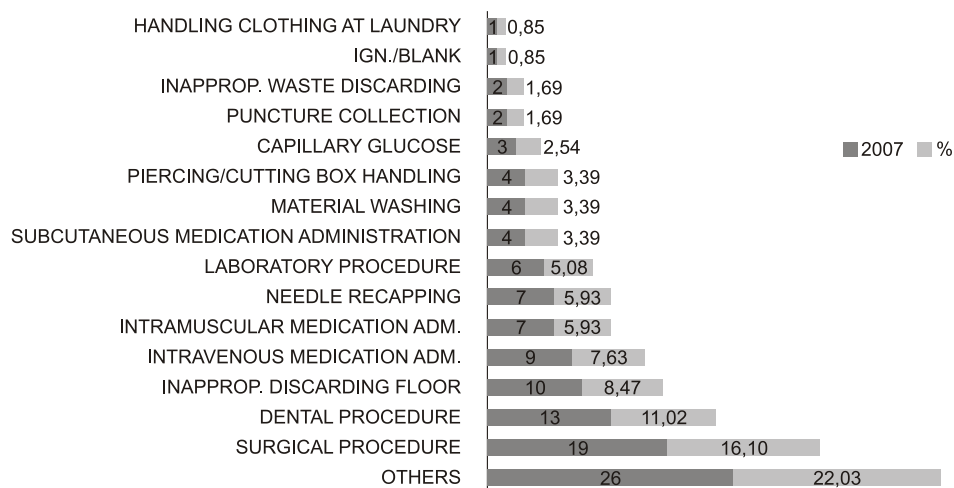 HANDLING CLOTHING AT LAUNDRY 1 0,85
IGN./BLANK 1 0,85
INAPPROP. WASTE DISCARDING 2 1,69
PUNCTURE COLLECTION 2 1,69
CAPILLARY GLUCOSE 3 2,54
2007 %
PIERCING/CUTTING BOX HANDLING 4 3,39
MATERIAL WASHING 4 3,39
SUBCUTANEOUS MEDICATION ADMINISTRATION 4 3,39
LABORATORY PROCEDURE 6 5,08
NEEDLE RECAPPING 7 5,93
INTRAMUSCULAR MEDICATION ADM. 7 5,93
INTRAVENOUS MEDICATION ADM. 9 7,63
INAPPROP. DISCARDING FLOOR 10 8,47
DENTAL PROCEDURE 13 11,02
SURGICAL PROCEDURE 19 16,10
OTHERS 26 22,03